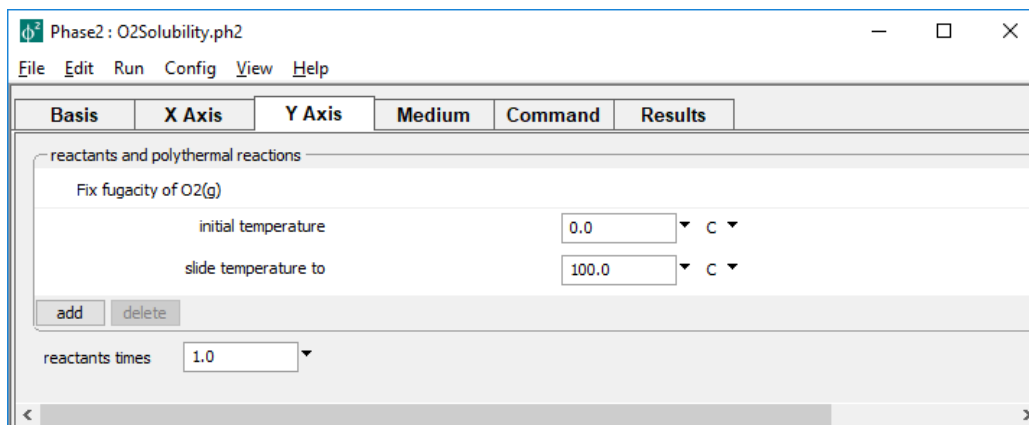 ϕ² Phase2 : O2Solubility.ph2
File Edit Run Config View Help
Basis X Axis Y Axis Medium Command Results
reactants and polythermal reactions
Fix fugacity of O2(g)
initial temperature 0.0 C
slide temperature to 100.0 C
add delete
reactants times 1.0